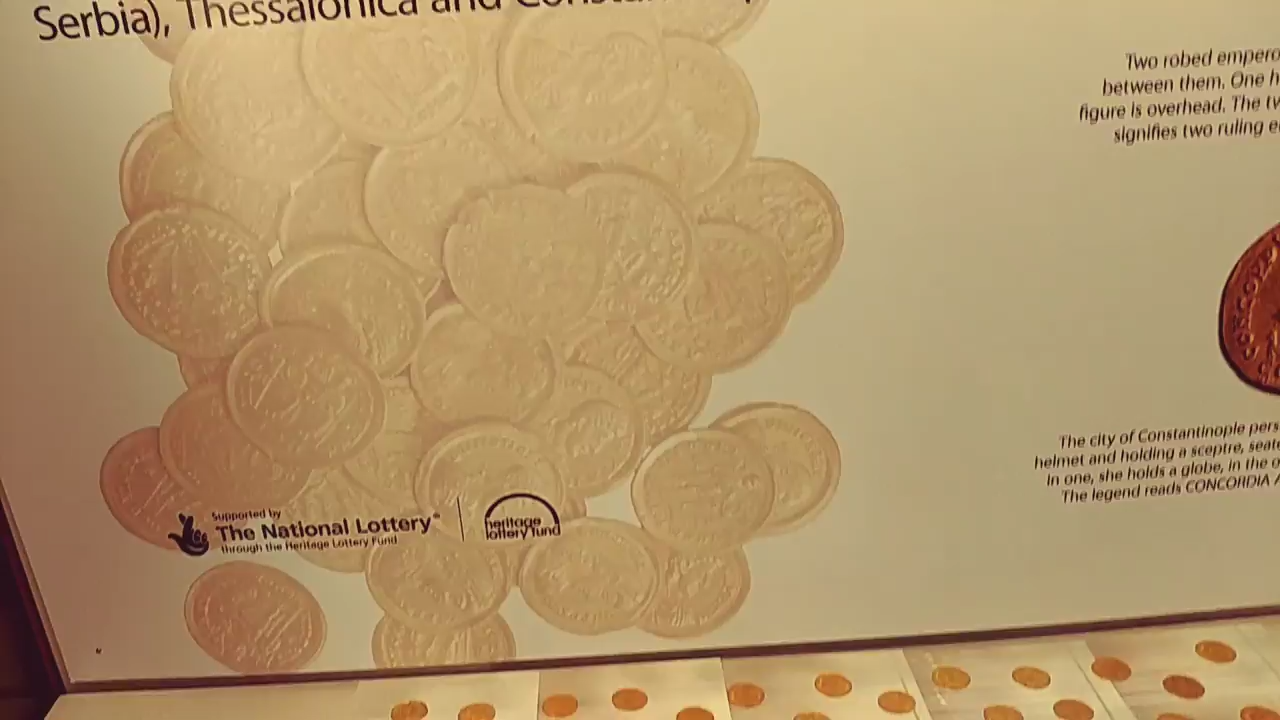 Serbia), Thessalonica and
Two robed empero
between them. One h
figure is overhead. The tw
signifies two ruling e
The city of Constantinople pers
helmet and holding a sceptre, seat
In one, she holds a globe, in the o
The legend reads CONCORDIA A
Supported by
The National Lottery
through the Heritage Lottery Fund
heritage
lottery fund